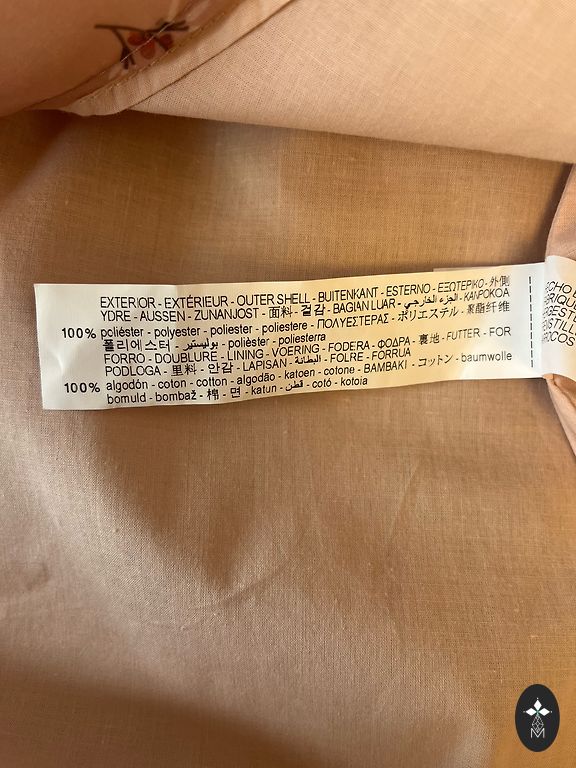 EXTERIOR - EXTÉRIEUR - OUTER SHELL - BUITENKANT - ESTERNO - ΕΞΩΤΕΡΙΚΟ - 外側
YDRE - AUSSEN - ZUNANJOST - 面料 - 겉감 - BAGIAN LUAR - الجزء الخارجي - KANPOKOA
100% poliéster - polyester - poliester - poliestere - ΠΟΛΥΕΣΤΕΡΑΣ - ポリエステル - 聚酯纤维
폴리에스터 - بوليستير - polièster - poliesterra
FORRO - DOUBLURE - LINING - VOERING - FODERA - ΦΟΔΡΑ - 裏地 - FUTTER - FOR
PODLOGA - 里料 - 안감 - LAPISAN - البطانة - FOLRE - FORRUA
100% algodón - coton - cotton - algodão - katoen - cotone - ΒΑΜΒΑΚΙ - コットン - baumwolle
bomuld - bombaž - 棉 - 면 - katun - قطن - cotó - kotoia
M